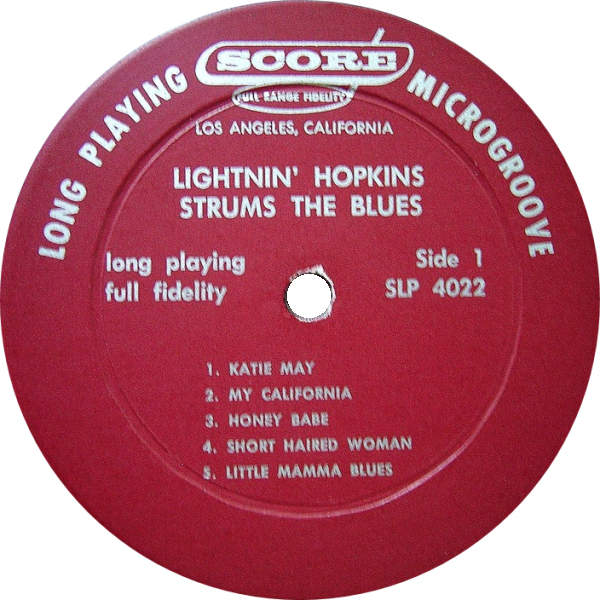 LONG PLAYING
SCORE
MICROGROOVE
FULL RANGE FIDELITY
LOS ANGELES, CALIFORNIA
LIGHTNIN' HOPKINS
STRUMS THE BLUES
long playing
full fidelity
Side 1
SLP 4022
1. KATIE MAY
2. MY CALIFORNIA
3. HONEY BABE
4. SHORT HAIRED WOMAN
5. LITTLE MAMMA BLUES